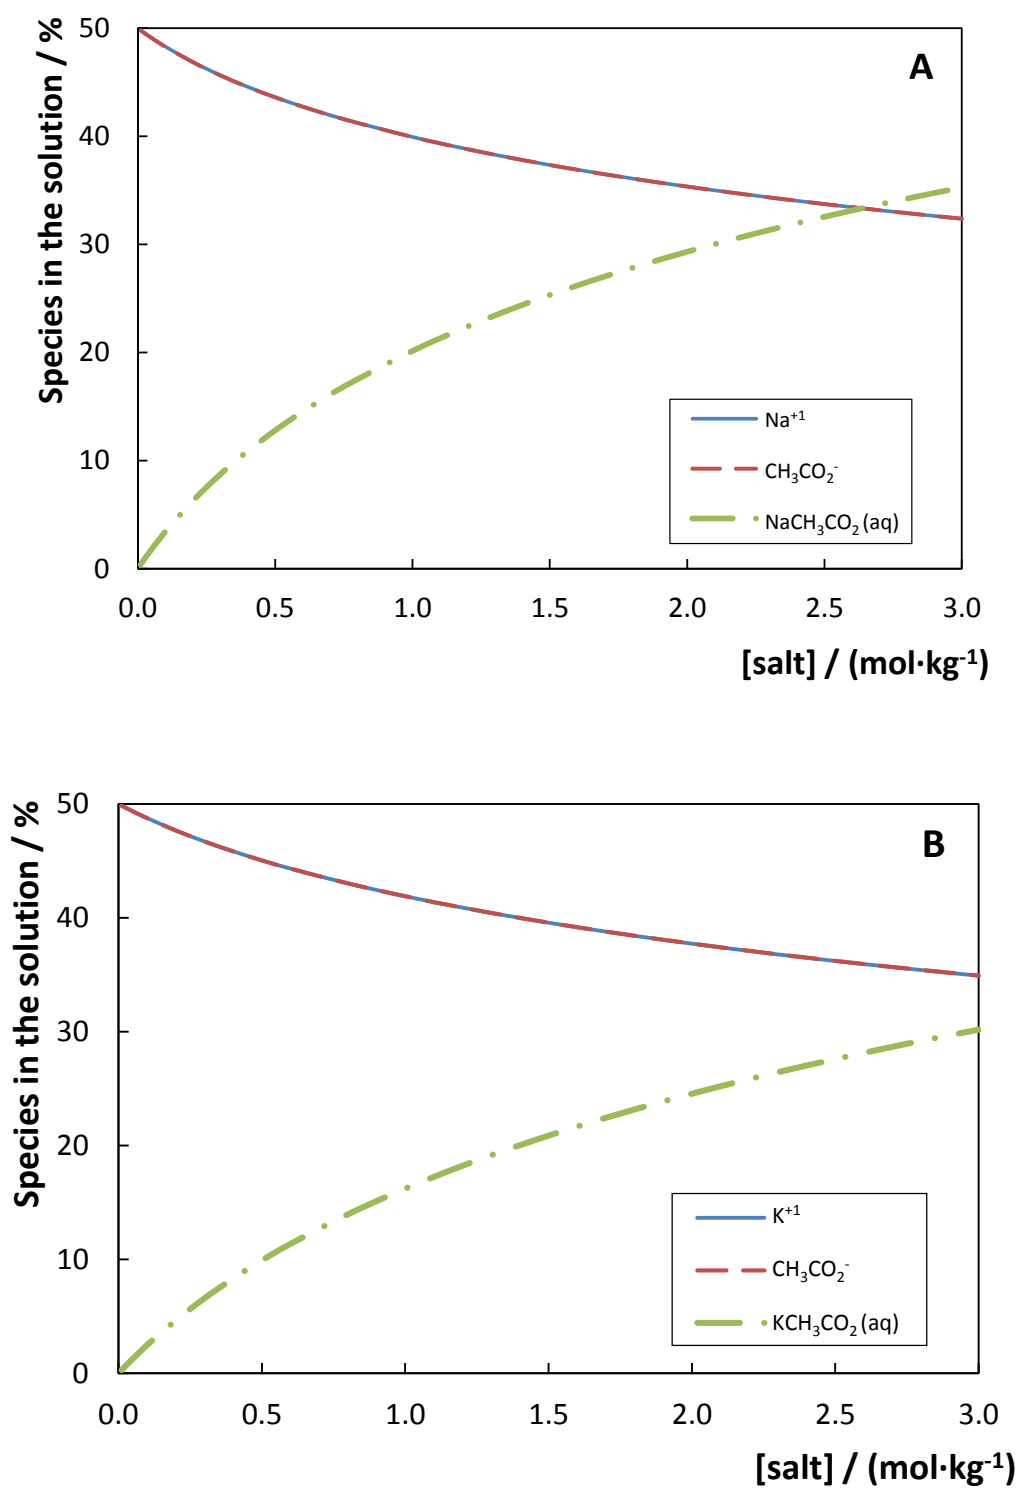 A
Species in the solution / %
50
40
30
20
10
0
Na⁺¹
CH₃CO₂⁻
NaCH₃CO₂ (aq)
0.0 0.5 1.0 1.5 2.0 2.5 3.0
[salt] / (mol·kg⁻¹)
B
Species in the solution / %
50
40
30
20
10
0
K⁺¹
CH₃CO₂⁻
KCH₃CO₂ (aq)
0.0 0.5 1.0 1.5 2.0 2.5 3.0
[salt] / (mol·kg⁻¹)